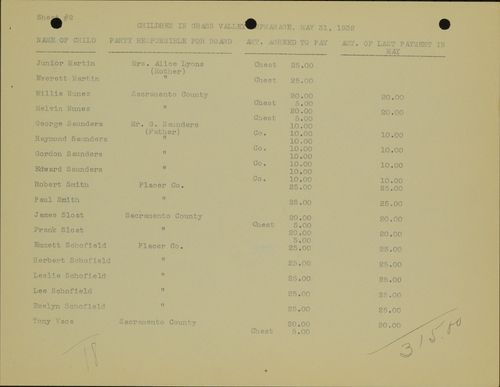 Sheet #2
CHILDREN IN GRASS VALLEY ORPHANAGE, MAY 31, 1928
NAME OF CHILD PARTY RESPONSIBLE FOR BOARD AMT. AGREED TO PAY AMT. OF LAST PAYMENT IN MAY
Junior Martin Mrs. Alice Lyons (Mother) Chest 25.00
Everett Martin " Chest 25.00
Willie Nunez Sacramento County 20.00 20.00
Chest 5.00
Melvin Nunez " 20.00 20.00
Chest 5.00
George Saunders Mr. G. Saunders (Father) 10.00
Co. 10.00 10.00
Raymond Saunders " 10.00
Co. 10.00 10.00
Gordon Saunders " 10.00
Co. 10.00 10.00
Edward Saunders " 10.00
Co. 10.00 10.00
Robert Smith Placer Co. 25.00 25.00
Paul Smith " 25.00 25.00
James Sloat Sacramento County 20.00 20.00
Chest 5.00
Frank Sloat " 20.00 20.00
5.00
Emmett Schofield Placer Co. 25.00 25.00
Herbert Schofield " 25.00 25.00
Leslie Schofield " 25.00 25.00
Lee Schofield " 25.00 25.00
Evelyn Schofield " 25.00 25.00
Tony Vaca Sacramento County 20.00 20.00
Chest 5.00
18
315.00